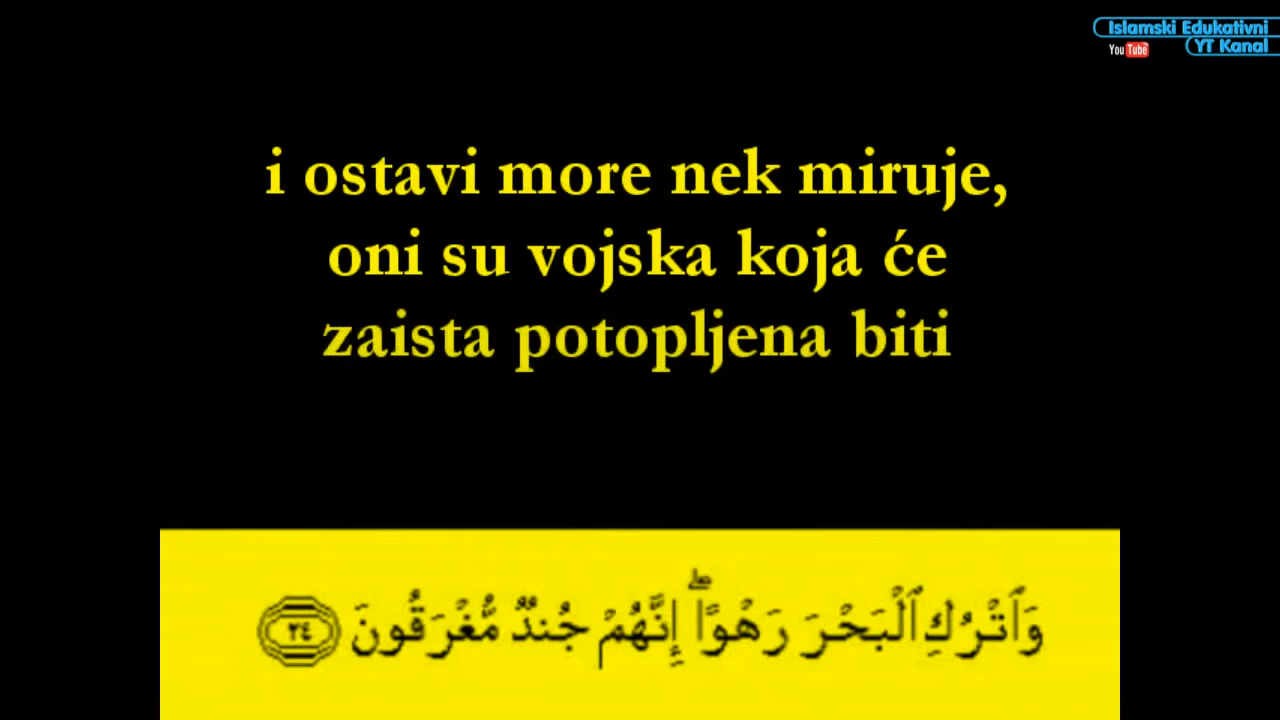 Islamski Edukativni
YouTube YT Kanal
i ostavi more nek miruje,
oni su vojska koja će
zaista potopljena biti
وَٱتْرُكِ ٱلْبَحْرَ رَهْوًا ۖ إِنَّهُمْ جُندٌ مُّغْرَقُونَ ٢٤